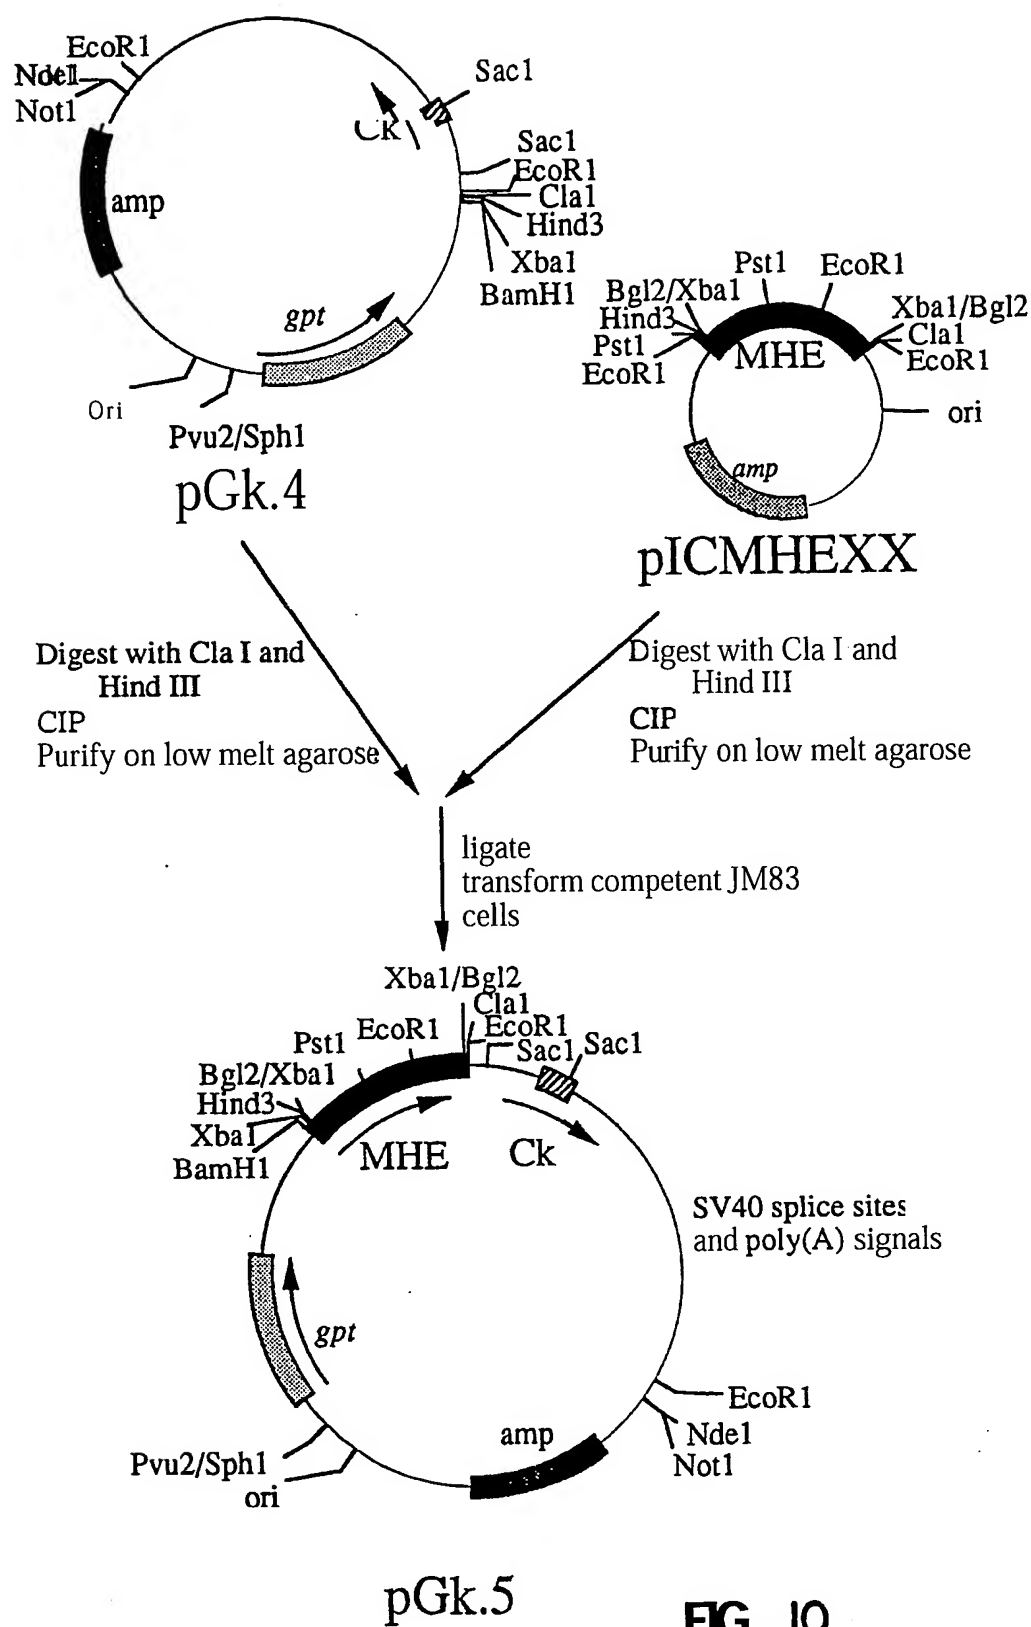 EcoR1
Nde1
Not1
amp
Sac1
Ck
Sac1
EcoR1
Cla1
Hind3
Xba1
BamH1
gpt
Ori
Pvu2/Sph1
pGk.4
Pst1
EcoR1
Bgl2/Xba1
Hind3
Pst1
EcoR1
Xba1/Bgl2
Cla1
EcoR1
MHE
ori
amp
pICMHEXX
Digest with Cla I and
Hind III
CIP
Purify on low melt agarose
Digest with Cla I and
Hind III
CIP
Purify on low melt agarose
ligate
transform competent JM83
cells
Xba1/Bgl2
Cla1
EcoR1
Sac1
Sac1
EcoR1
Pst1
Bgl2/Xba1
Hind3
Xba1
BamH1
MHE
Ck
SV40 splice sites
and poly(A) signals
gpt
EcoR1
Nde1
Not1
amp
Pvu2/Sph1
ori
pGk.5
FIG. 10